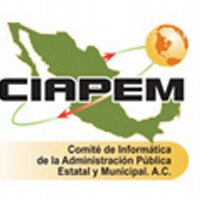 CIAPEM
Comité de Informática
de la Administración Pública
Estatal y Municipal. A.C.